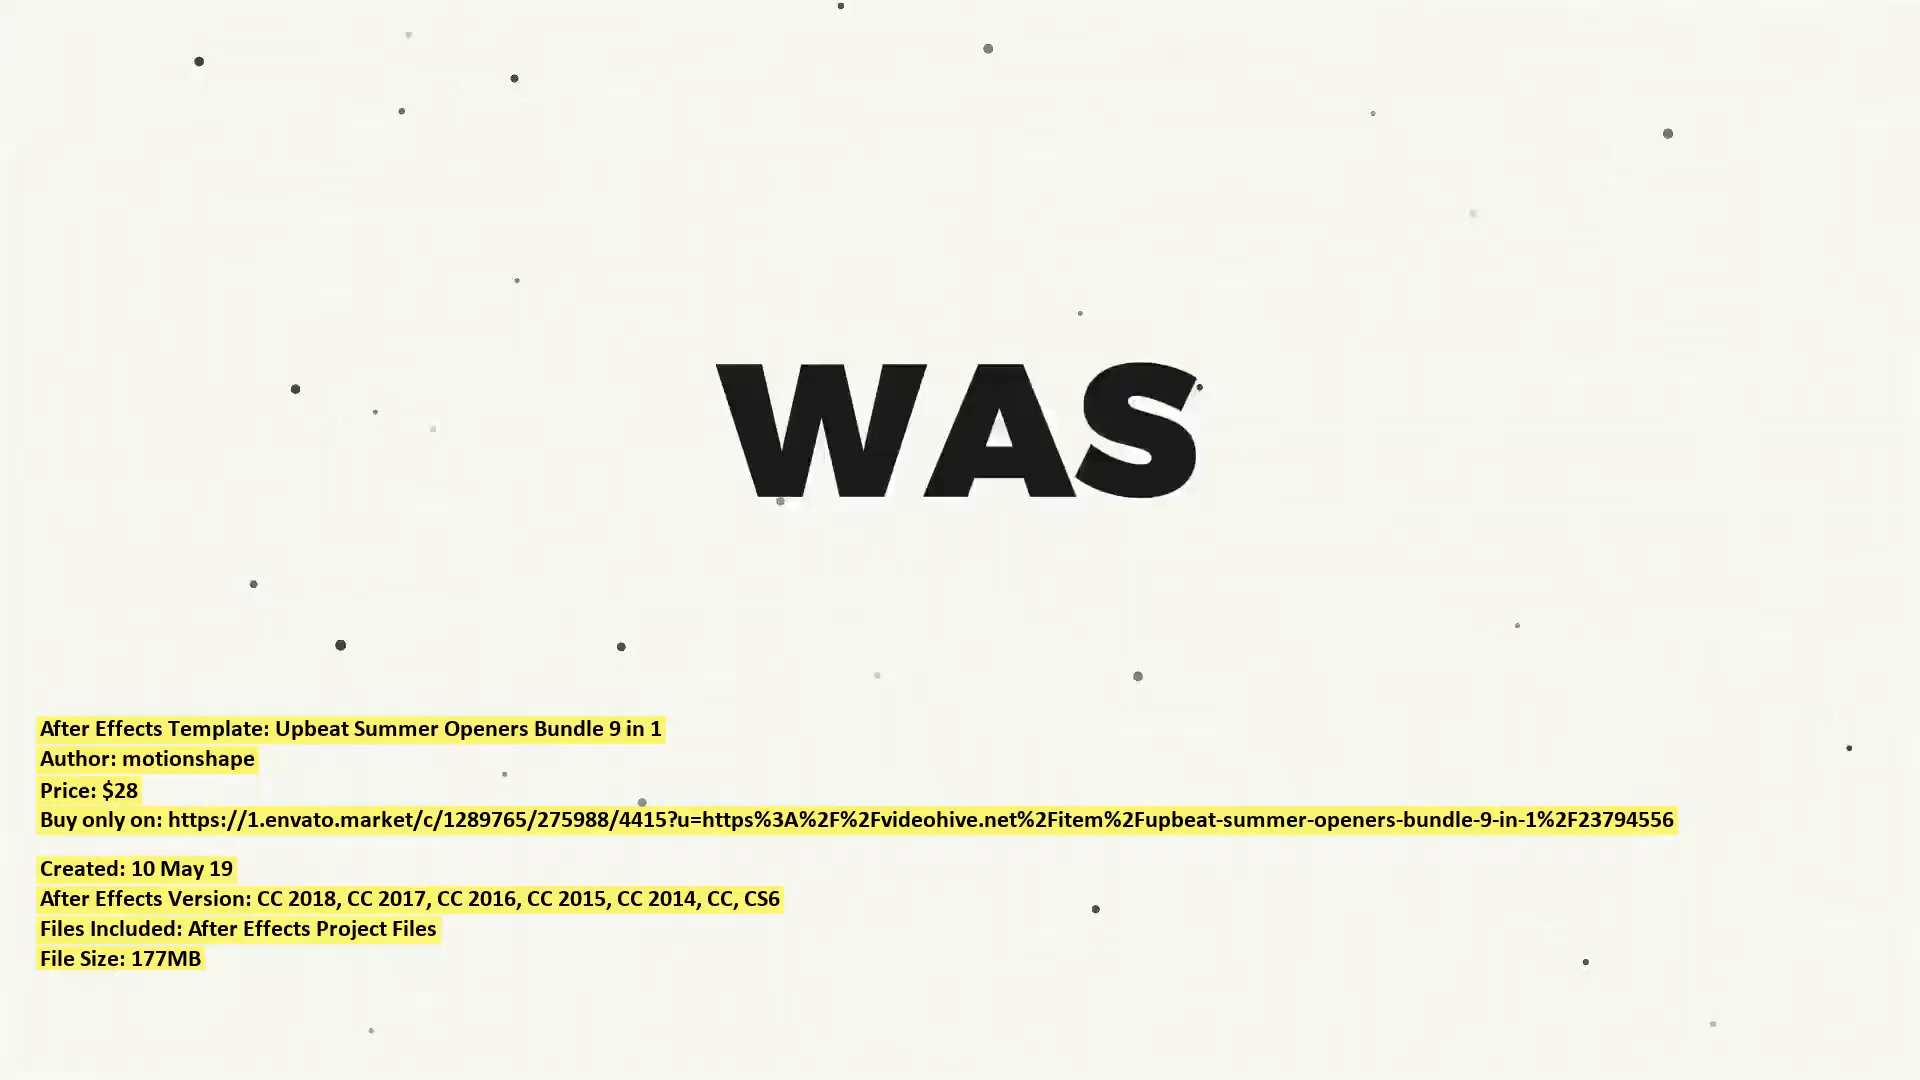 WAS
After Effects Template: Upbeat Summer Openers Bundle 9 in 1
Author: motionshape
Price: $28
Buy only on: https://1.envato.market/c/1289765/275988/4415?u=https%3A%2F%2Fvideohive.net%2Fitem%2Fupbeat-summer-openers-bundle-9-in-1%2F23794556
Created: 10 May 19
After Effects Version: CC 2018, CC 2017, CC 2016, CC 2015, CC 2014, CC, CS6
Files Included: After Effects Project Files
File Size: 177MB